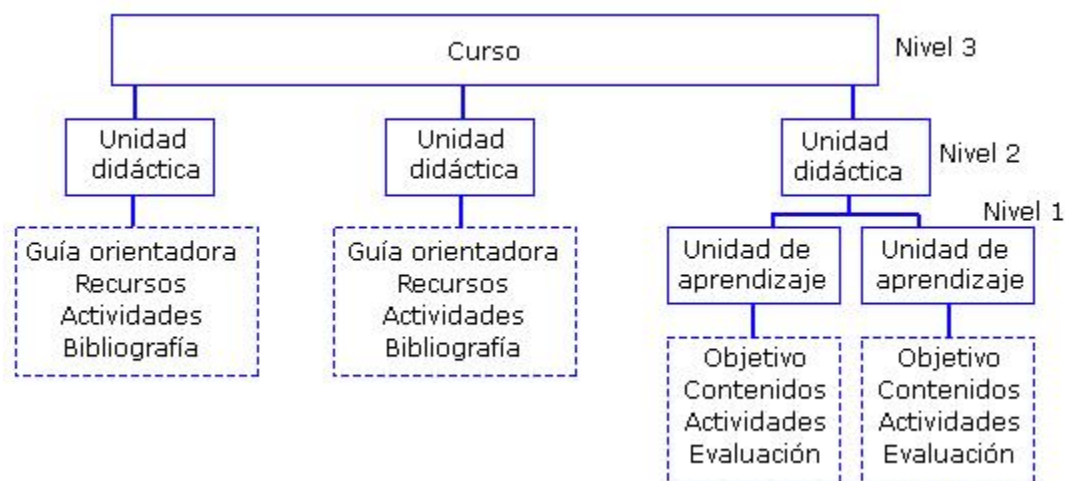 Curso
Nivel 3
Unidad
didáctica
Unidad
didáctica
Unidad
didáctica
Nivel 2
Nivel 1
Guía orientadora
Recursos
Actividades
Bibliografía
Guía orientadora
Recursos
Actividades
Bibliografía
Unidad de
aprendizaje
Unidad de
aprendizaje
Objetivo
Contenidos
Actividades
Evaluación
Objetivo
Contenidos
Actividades
Evaluación